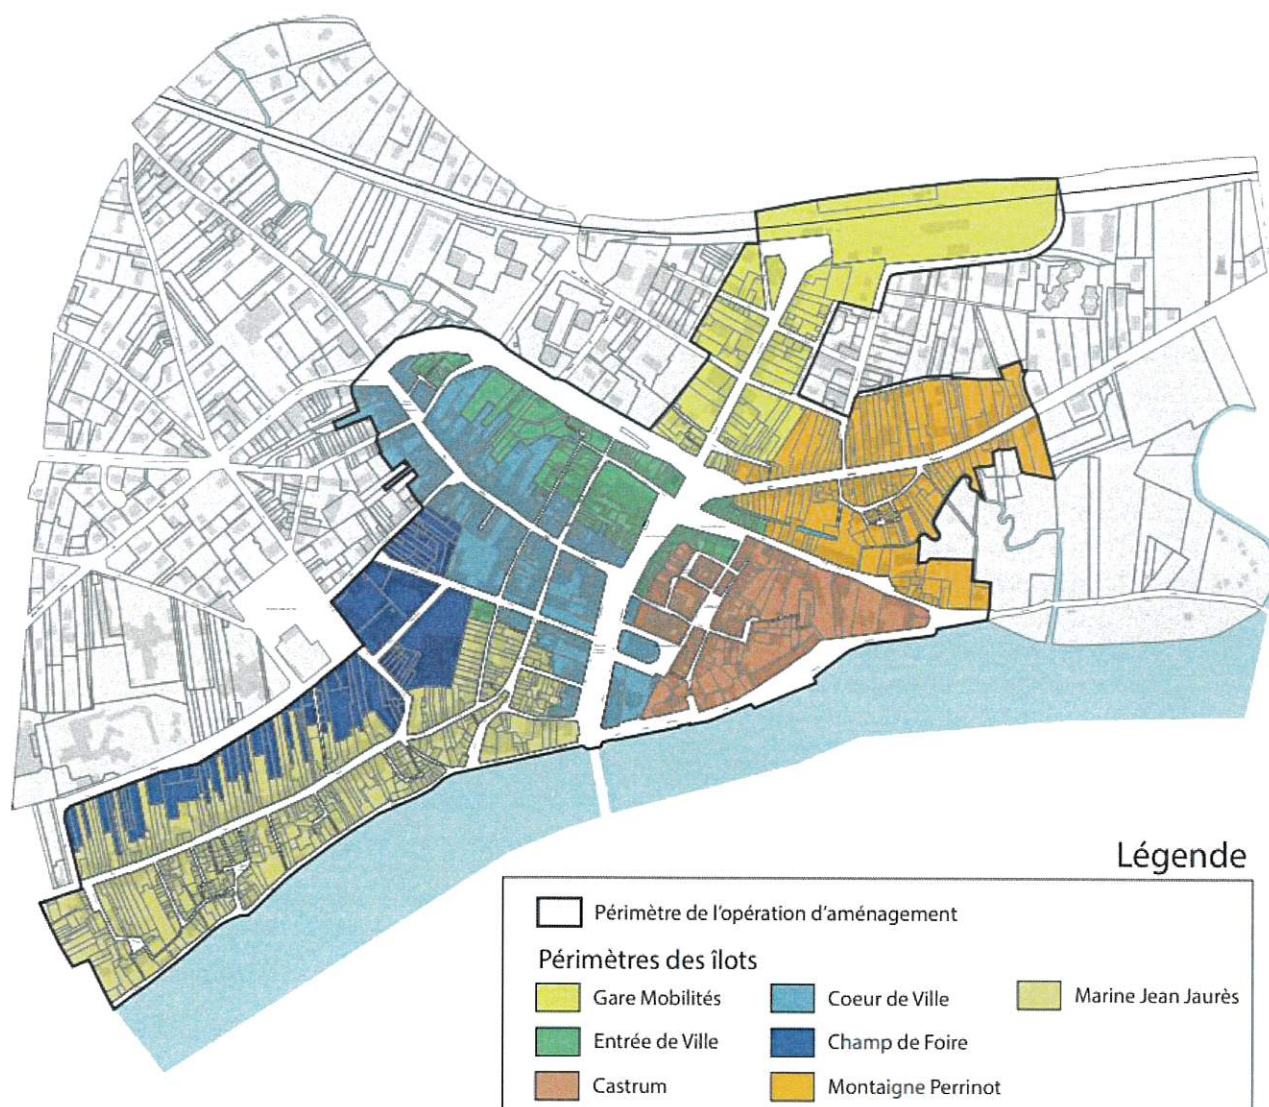 Légende
Périmètre de l'opération d'aménagement
Périmètres des îlots
Gare Mobilités
Coeur de Ville
Marine Jean Jaurès
Entrée de Ville
Champ de Foire
Castrum
Montaigne Perrinot